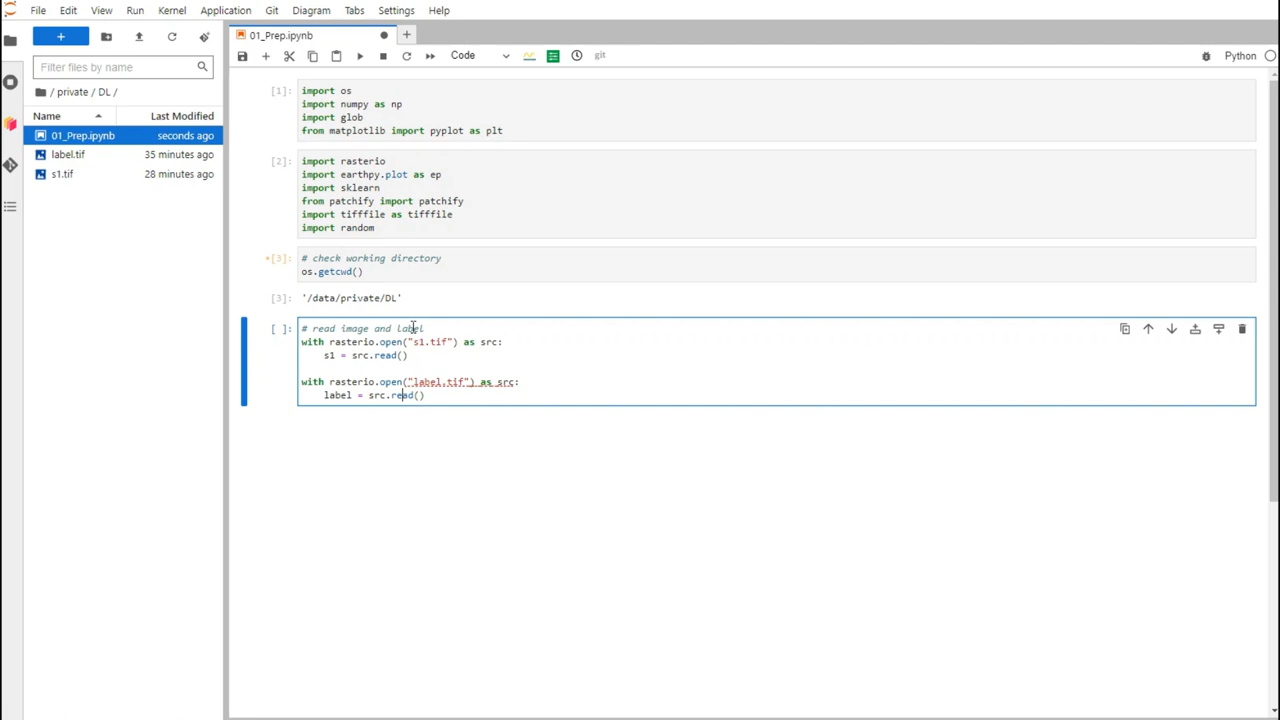 File Edit View Run Kernel Application Git Diagram Tabs Settings Help
+
Filter files by name
/ private / DL /
Name Last Modified
01_Prep.ipynb seconds ago
label.tif 35 minutes ago
s1.tif 28 minutes ago
01_Prep.ipynb
Code git Python
[1]: import os
import numpy as np
import glob
from matplotlib import pyplot as plt
[2]: import rasterio
import earthpy.plot as ep
import sklearn
from patchify import patchify
import tifffile as tifffile
import random
*[3]: # check working directory
os.getcwd()
[3]: '/data/private/DL'
[ ]: # read image and label
with rasterio.open("s1.tif") as src:
s1 = src.read()
with rasterio.open("label.tif") as src:
label = src.read()